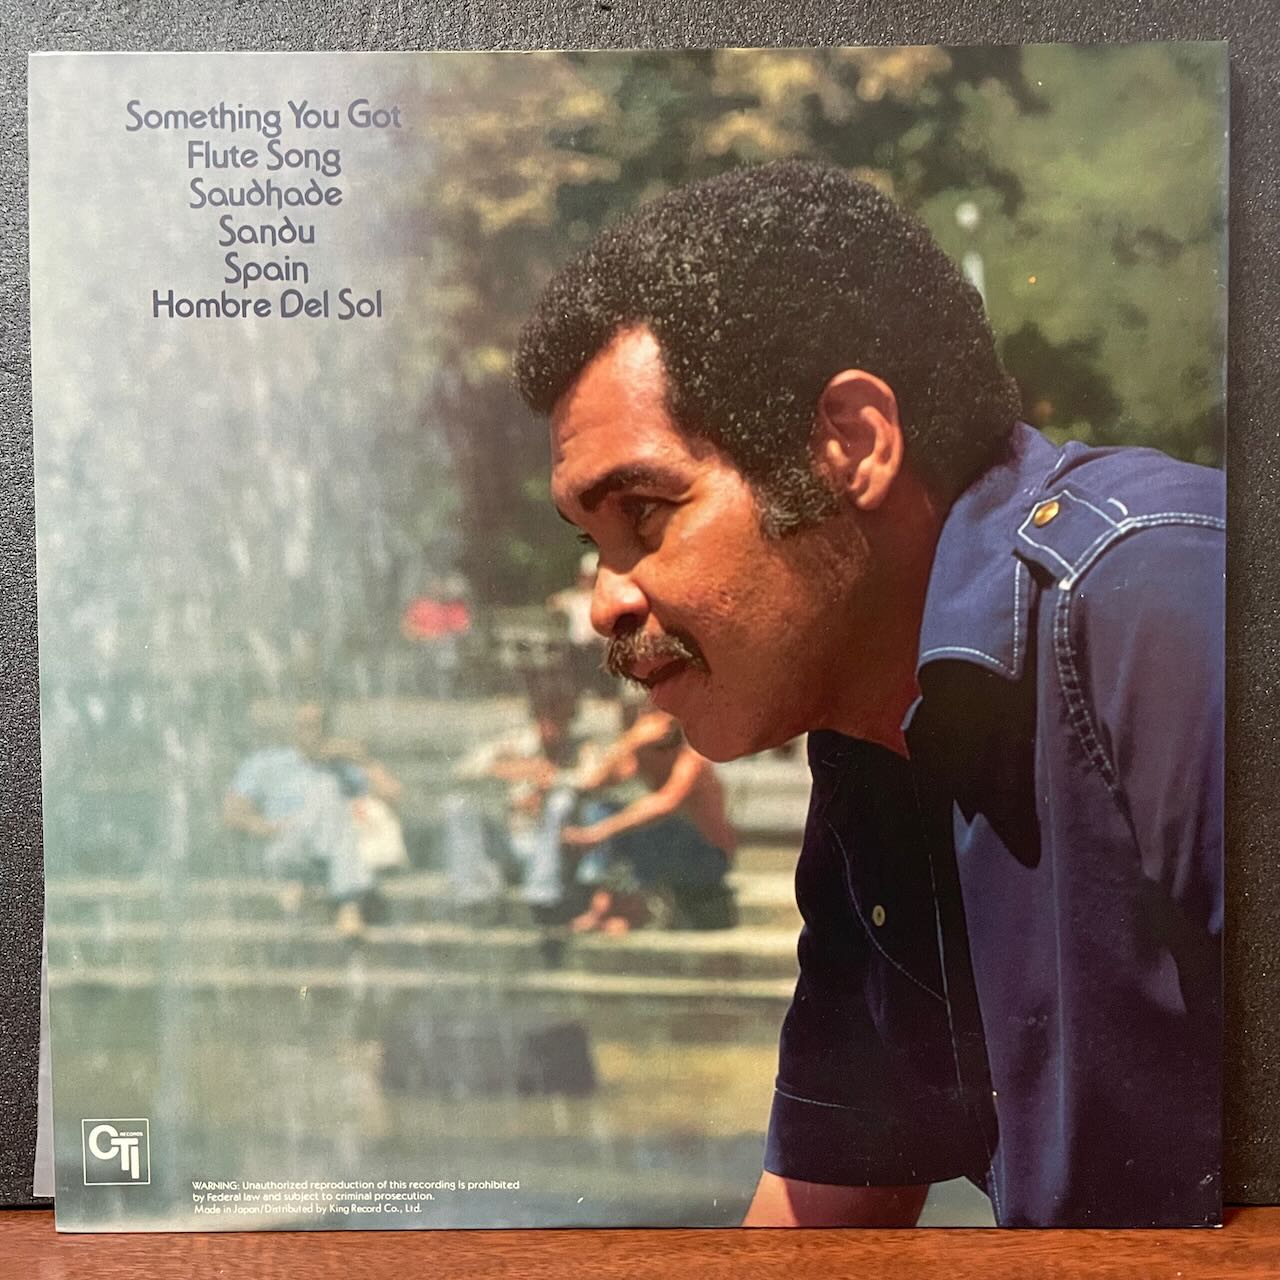 Something You Got
Flute Song
Saudhade
Sandu
Spain
Hombre Del Sol
CTI RECORDS
WARNING: Unauthorized reproduction of this recording is prohibited
by Federal law and subject to criminal prosecution.
Made in Japan/Distributed by King Record Co., Ltd.